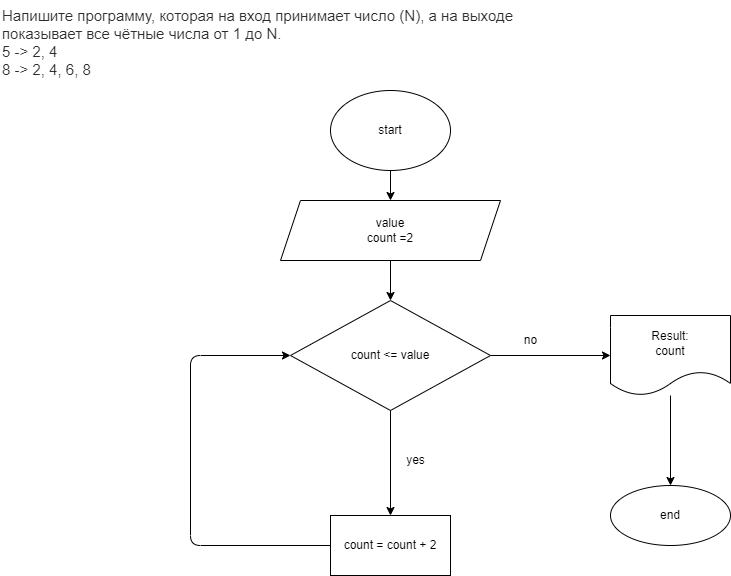 Напишите программу, которая на вход принимает число (N), а на выходе
показывает все чётные числа от 1 до N.
5 -> 2, 4
8 -> 2, 4, 6, 8
start
value
count =2
count <= value
no
Result:
count
yes
end
count = count + 2